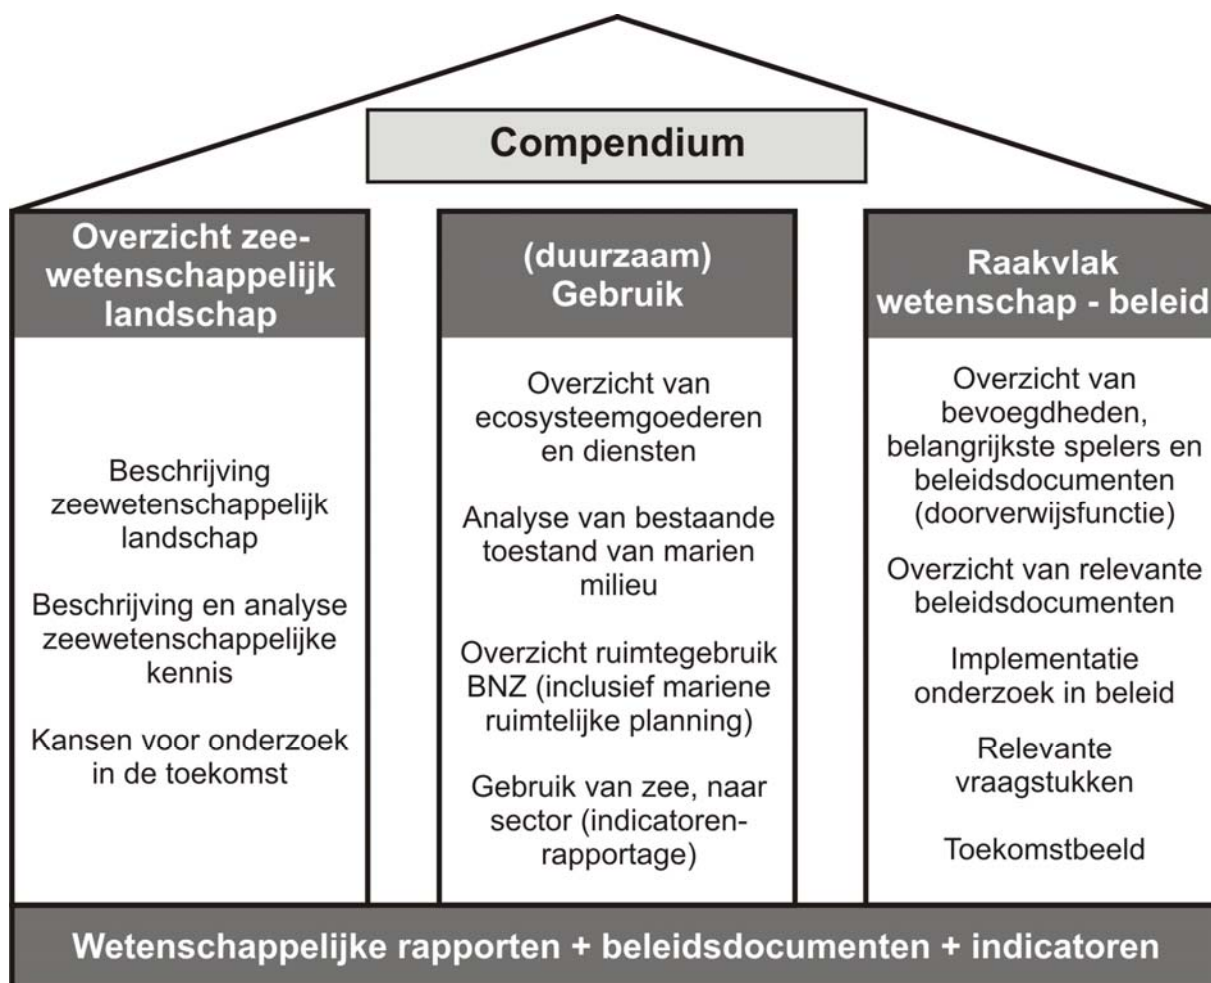 Compendium
Overzicht zee-
wetenschappelijk
landschap
Beschrijving
zeewetenschappelijk
landschap
Beschrijving en analyse
zeewetenschappelijke
kennis
Kansen voor onderzoek
in de toekomst
(duurzaam)
Gebruik
Overzicht van
ecosysteemgoederen
en diensten
Analyse van bestaande
toestand van marien
milieu
Overzicht ruimtegebruik
BNZ (inclusief mariene
ruimtelijke planning)
Gebruik van zee, naar
sector (indicatoren-
rapportage)
Raakvlak
wetenschap - beleid
Overzicht van
bevoegdheden,
belangrijkste spelers en
beleidsdocumenten
(doorverwijsfunctie)
Overzicht van relevante
beleidsdocumenten
Implementatie
onderzoek in beleid
Relevante
vraagstukken
Toekomstbeeld
Wetenschappelijke rapporten + beleidsdocumenten + indicatoren